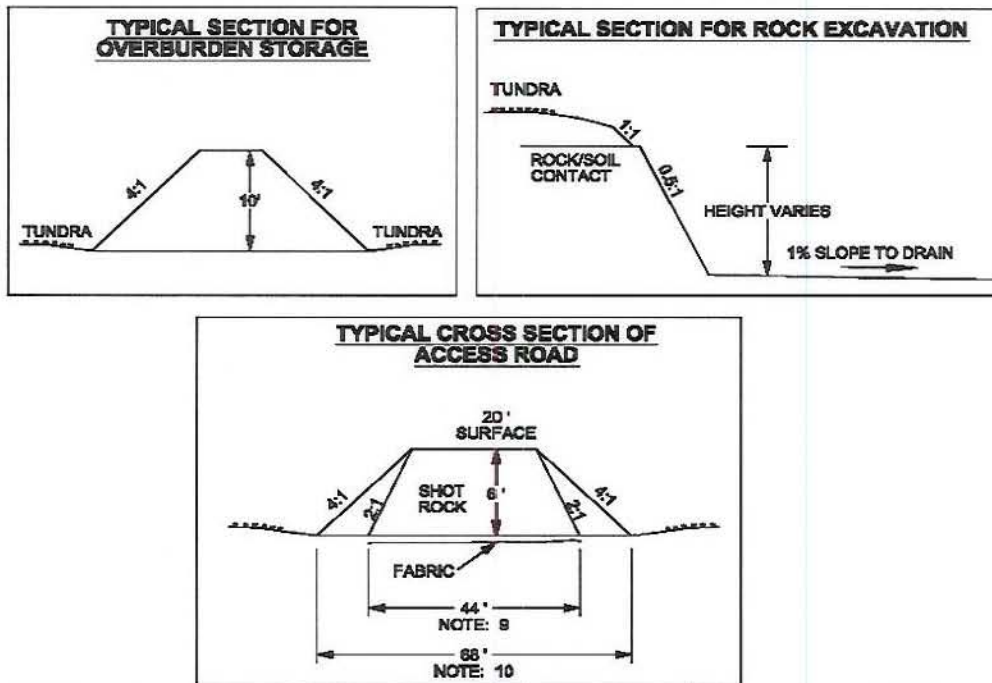 TYPICAL SECTION FOR
OVERBURDEN STORAGE
4:1
4:1
10'
TUNDRA
TUNDRA
TYPICAL SECTION FOR ROCK EXCAVATION
TUNDRA
1:1
ROCK/SOIL
CONTACT
0.5:1
HEIGHT VARIES
1% SLOPE TO DRAIN
TYPICAL CROSS SECTION OF
ACCESS ROAD
20 '
SURFACE
4:1
2:1
SHOT
ROCK
6 '
2:1
4:1
FABRIC
44 '
NOTE: 9
68 '
NOTE: 10